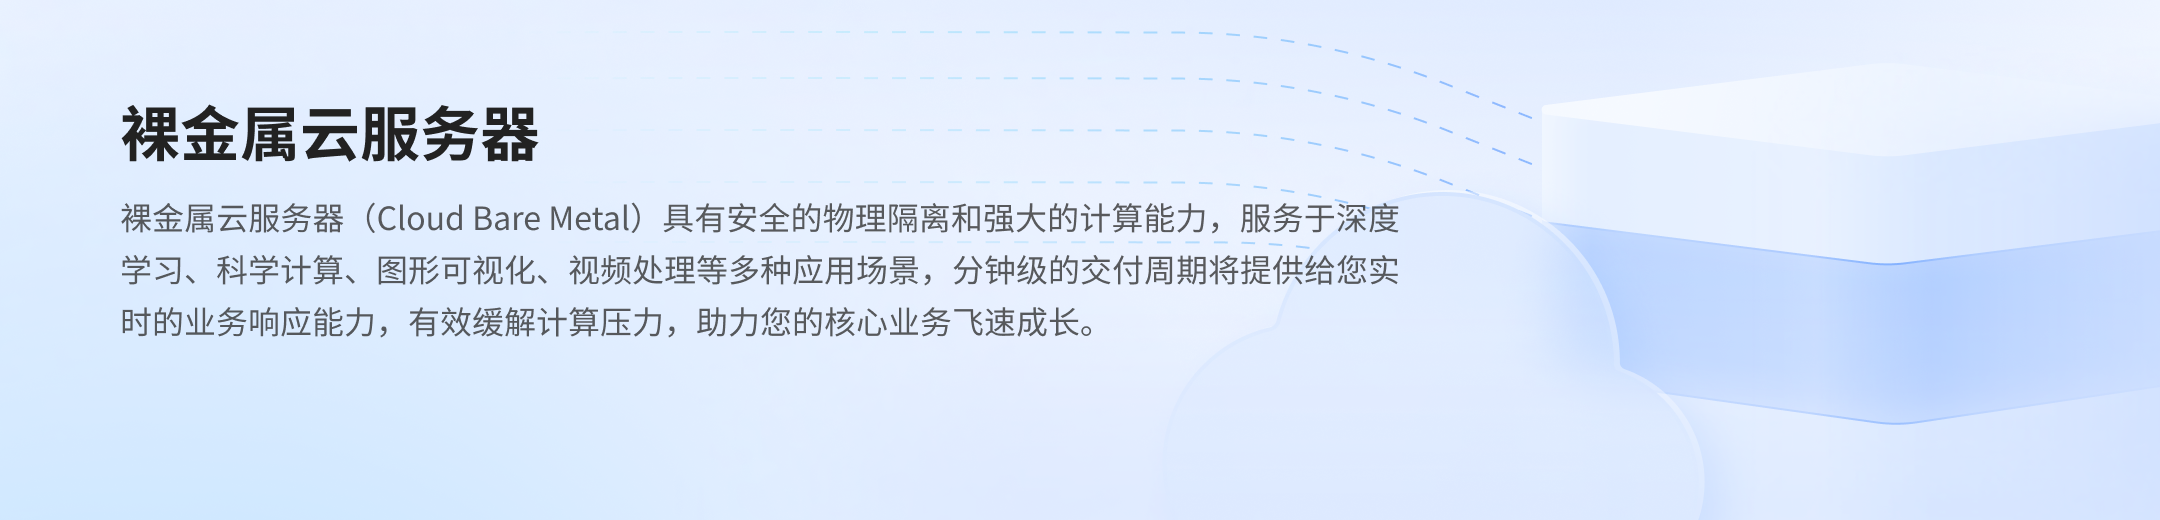 裸金属云服务器
裸金属云服务器（Cloud Bare Metal）具有安全的物理隔离和强大的计算能力，服务于深度
学习、科学计算、图形可视化、视频处理等多种应用场景，分钟级的交付周期将提供给您实
时的业务响应能力，有效缓解计算压力，助力您的核心业务飞速成长。